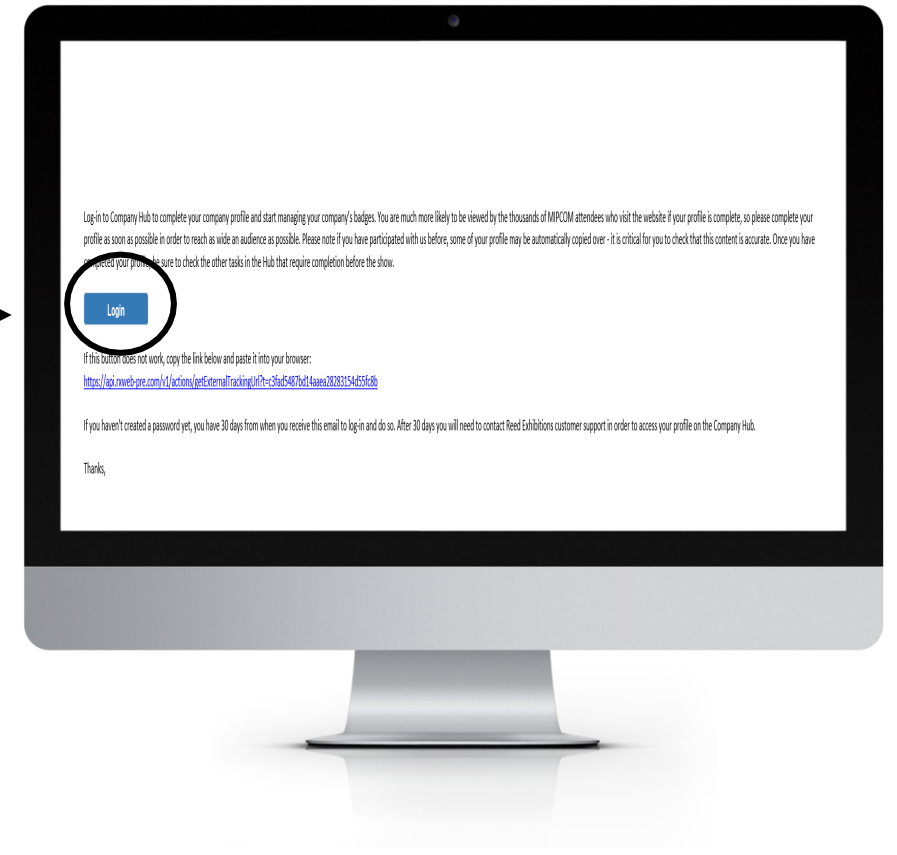 Log-in to Company Hub to complete your company profile and start managing your company's badges. You are much more likely to be viewed by the thousands of MIPCOM attendees who visit the website if your profile is complete, so please complete your
profile as soon as possible in order to reach as wide an audience as possible. Please note if you have participated with us before, some of your profile may be automatically copied over - it is critical for you to check that this content is accurate. Once you have
completed your profile, be sure to check the other tasks in the Hub that require completion before the show.
Login
If this button does not work, copy the link below and paste it into your browser:
https://api.rxweb-pre.com/v1/actions/getExternalTrackingUrl?t=c3fad5487bd14aaea28283154d55fc8b
If you haven't created a password yet, you have 30 days from when you receive this email to log-in and do so. After 30 days you will need to contact Reed Exhibitions customer support in order to access your profile on the Company Hub.
Thanks,